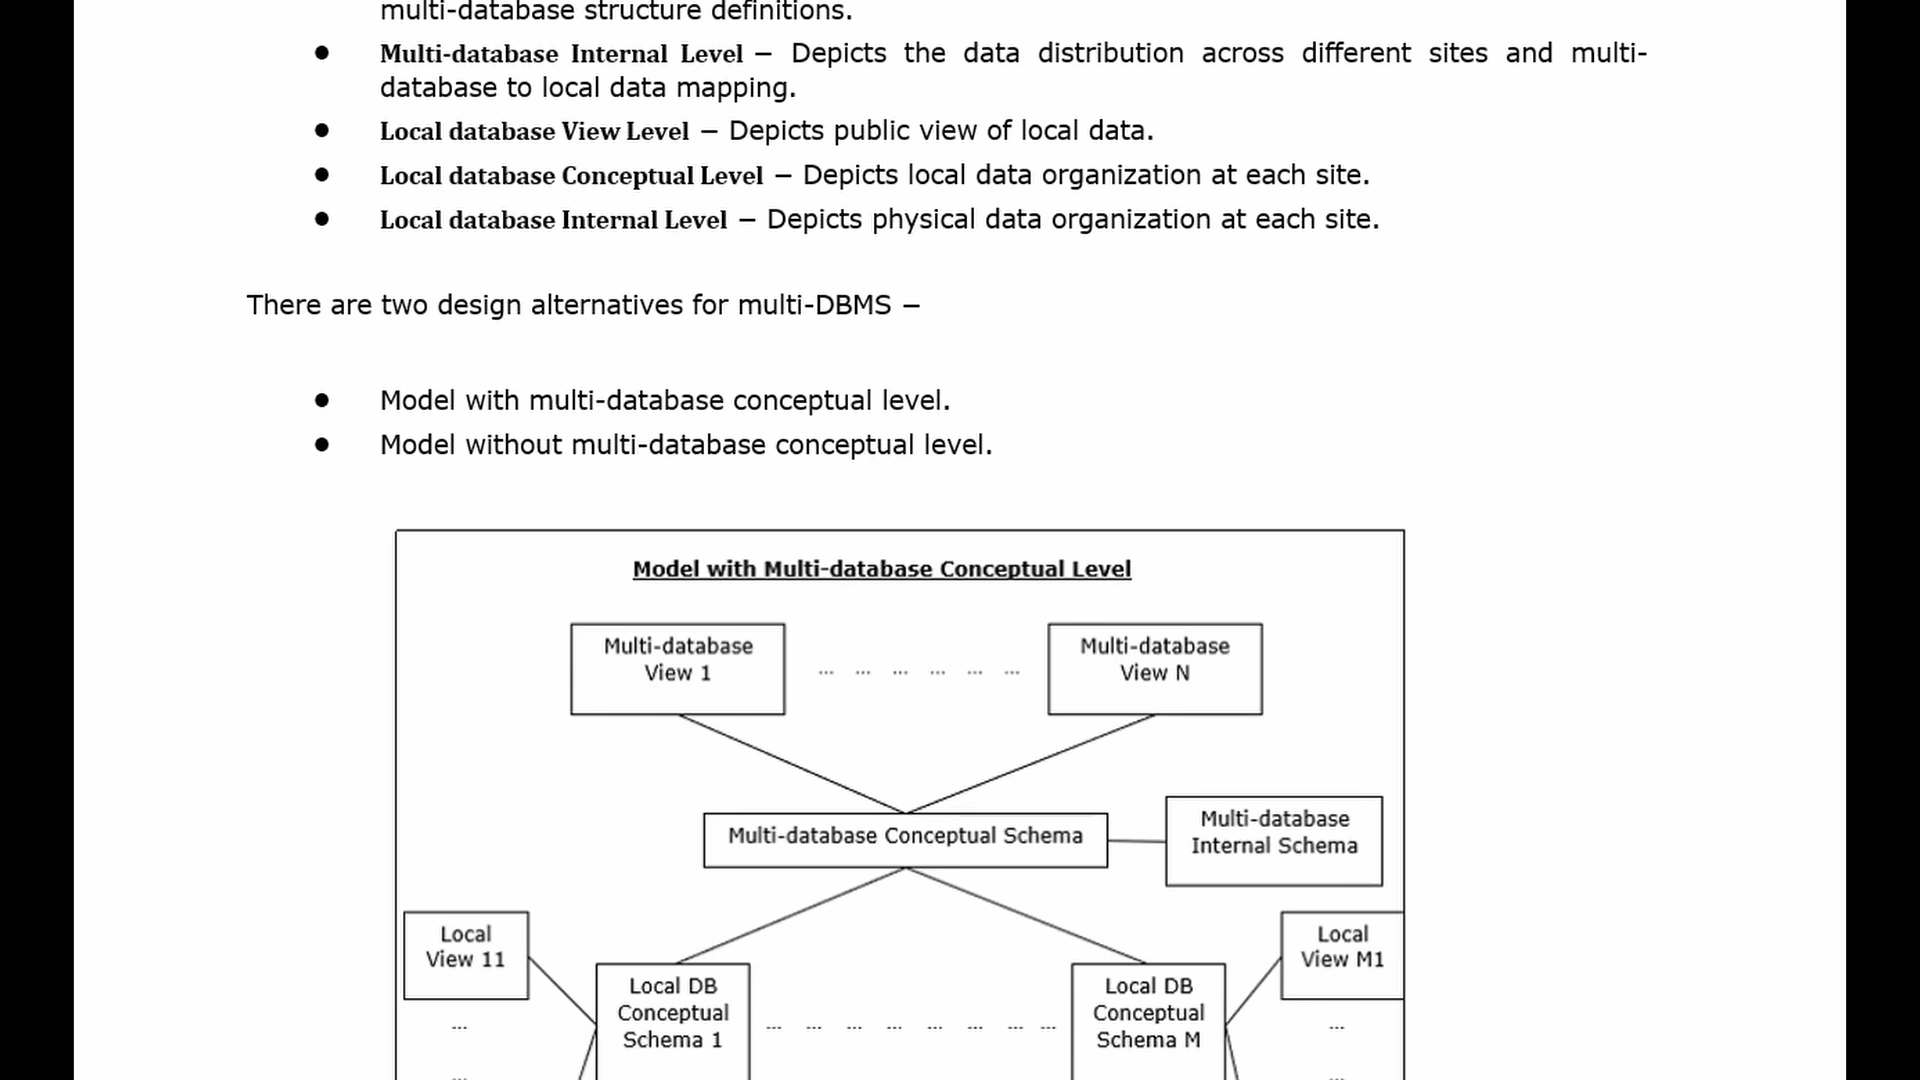 multi-database structure definitions.
● Multi-database Internal Level − Depicts the data distribution across different sites and multi-
database to local data mapping.
● Local database View Level − Depicts public view of local data.
● Local database Conceptual Level − Depicts local data organization at each site.
● Local database Internal Level − Depicts physical data organization at each site.
There are two design alternatives for multi-DBMS −
● Model with multi-database conceptual level.
● Model without multi-database conceptual level.
Model with Multi-database Conceptual Level
Multi-database
View 1
... ... ... ... ... ...
Multi-database
View N
Multi-database Conceptual Schema
Multi-database
Internal Schema
Local
View 11
...
...
Local DB
Conceptual
Schema 1
... ... ... ... ... ... ... ...
Local DB
Conceptual
Schema M
Local
View M1
...
...